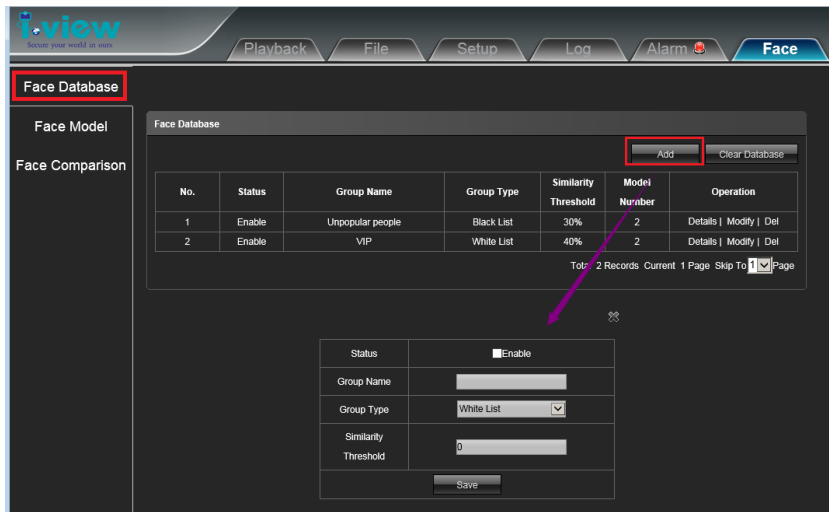 i-view
Secure your world in ours
Playback File Setup Log Alarm Face
Face Database
Face Model
Face Comparison
Face Database
Add Clear Database
No. Status Group Name Group Type Similarity Threshold Model Number Operation
1 Enable Unpopular people Black List 30% 2 Details | Modify | Del
2 Enable VIP White List 40% 2 Details | Modify | Del
Total 2 Records Current 1 Page Skip To 1 Page
Status Enable
Group Name
Group Type White List
Similarity
Threshold 0
Save